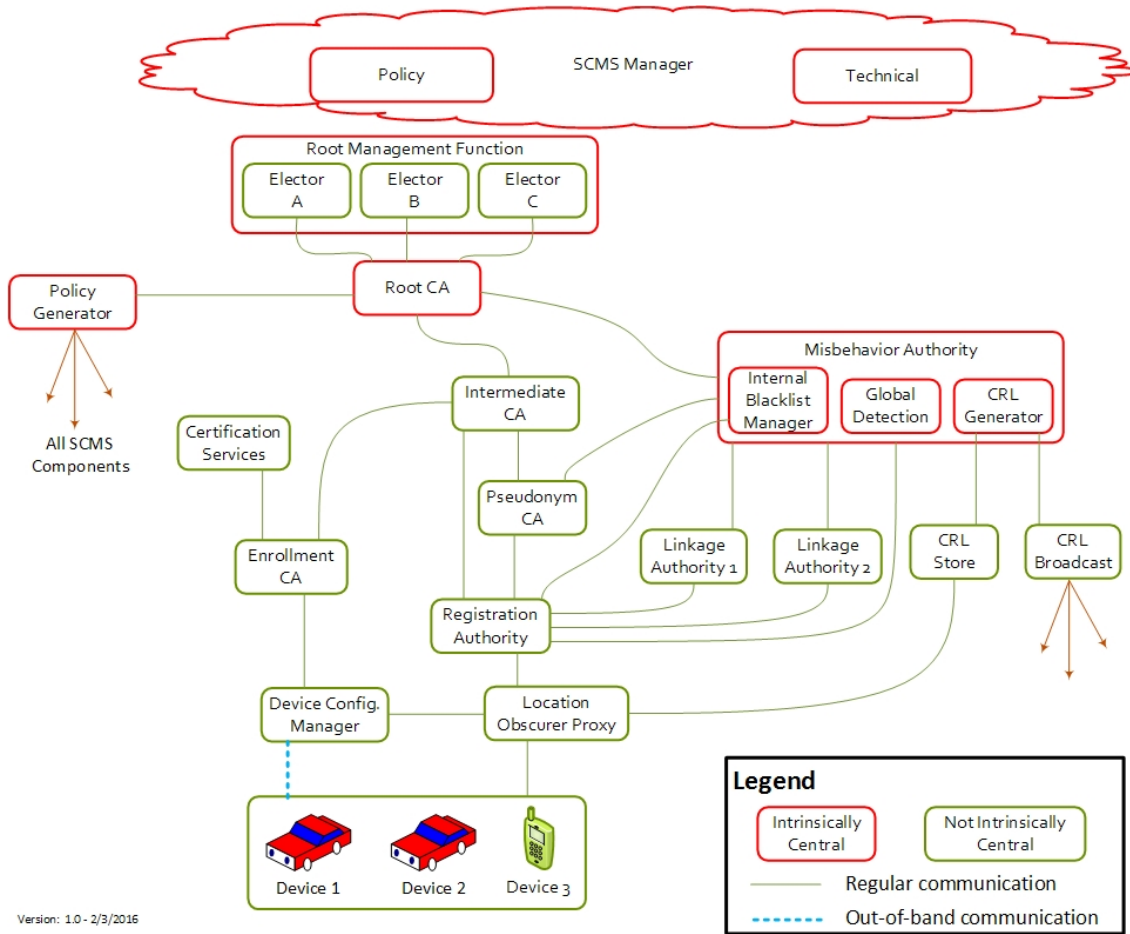 SCMS Manager
Policy
Technical
Root Management Function
Elector
A
Elector
B
Elector
C
Policy
Generator
Root CA
All SCMS
Components
Misbehavior Authority
Internal
Blacklist
Manager
Global
Detection
CRL
Generator
Intermediate
CA
Certification
Services
Pseudonym
CA
Enrollment
CA
Linkage
Authority 1
Linkage
Authority 2
CRL
Store
CRL
Broadcast
Registration
Authority
Device Config.
Manager
Location
Obscurer Proxy
Device 1
Device 2
Device 3
Legend
Intrinsically
Central
Not Intrinsically
Central
Regular communication
Out-of-band communication
Version: 1.0 - 2/3/2016